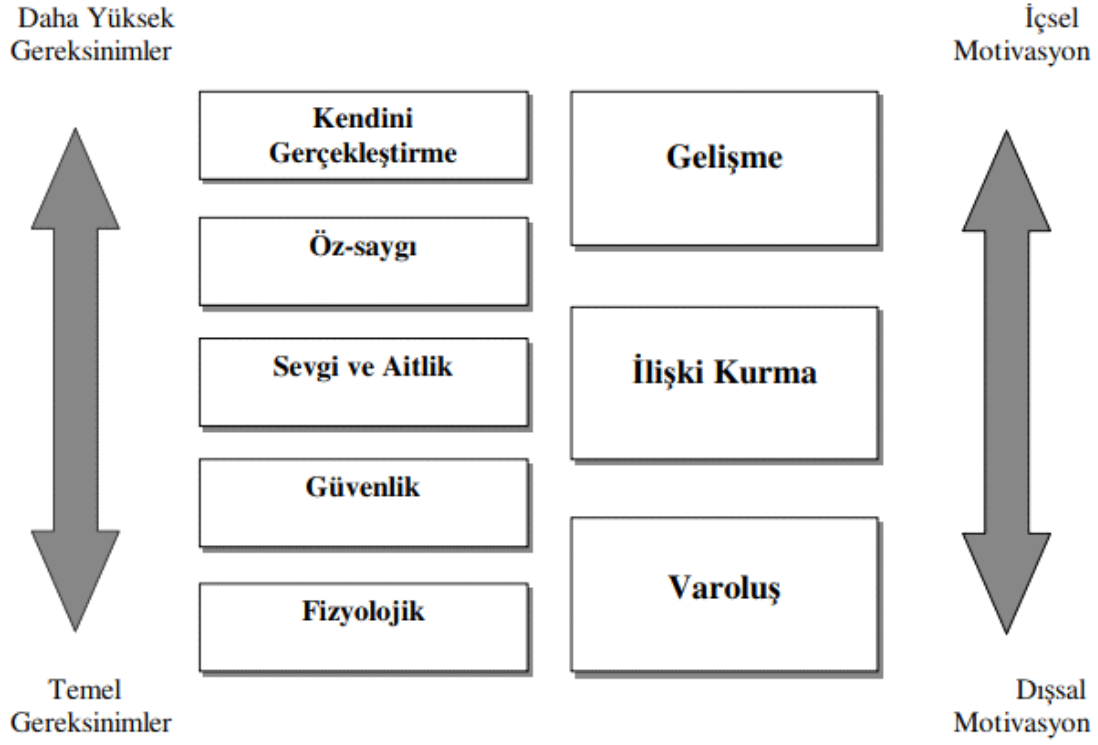 Daha Yüksek
Gereksinimler
İçsel
Motivasyon
Kendini
Gerçekleştirme
Gelişme
Öz-saygı
Sevgi ve Aitlik
İlişki Kurma
Güvenlik
Varoluş
Fizyolojik
Temel
Gereksinimler
Dışsal
Motivasyon